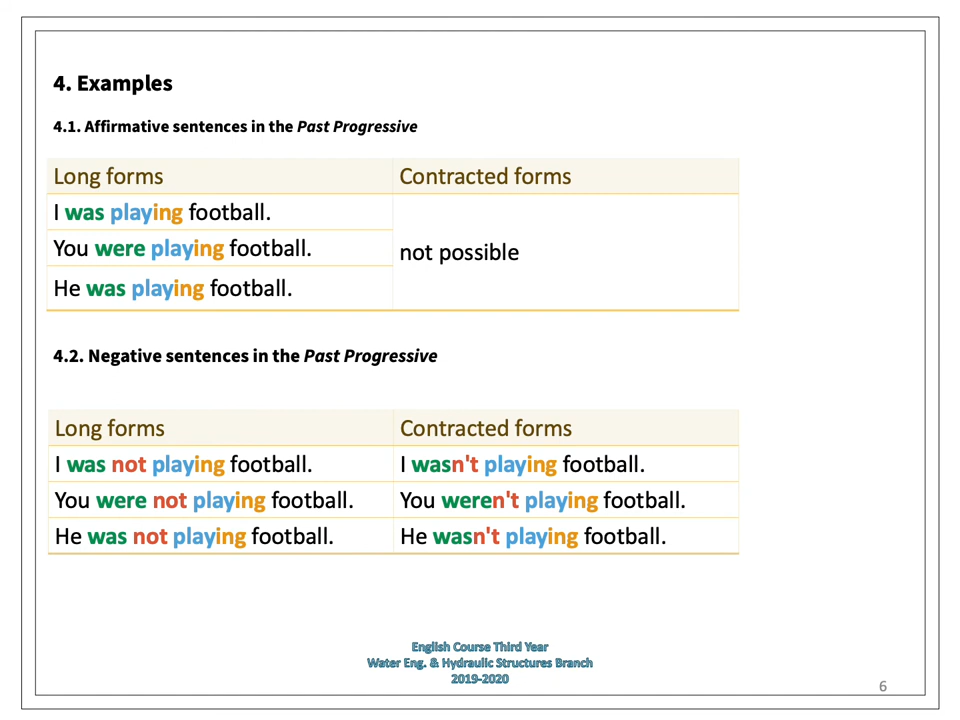 4. Examples
4.1. Affirmative sentences in the Past Progressive
Long forms Contracted forms
I was playing football.
You were playing football.
not possible
He was playing football.
4.2. Negative sentences in the Past Progressive
Long forms Contracted forms
I was not playing football. I wasn't playing football.
You were not playing football. You weren't playing football.
He was not playing football. He wasn't playing football.
English Course Third Year
Water Eng. & Hydraulic Structures Branch
2019-2020
6